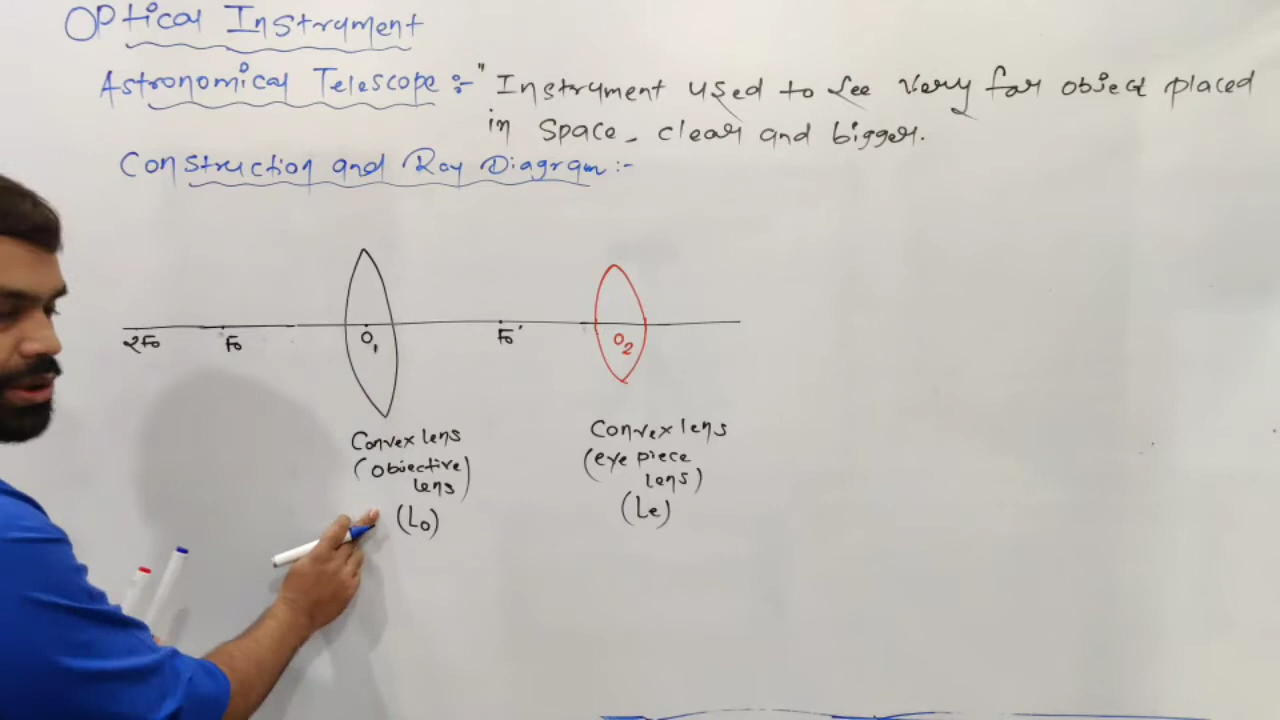 Optical Instrument
Astronomical Telescope :- "Instrument used to see very far object placed
in space - clear and bigger.
Construction and Ray Diagram :-
2Fo Fo O1 Fo' O2
Convex lens
(objective
lens)
(Lo)
Convex lens
(eye piece
lens)
(Le)